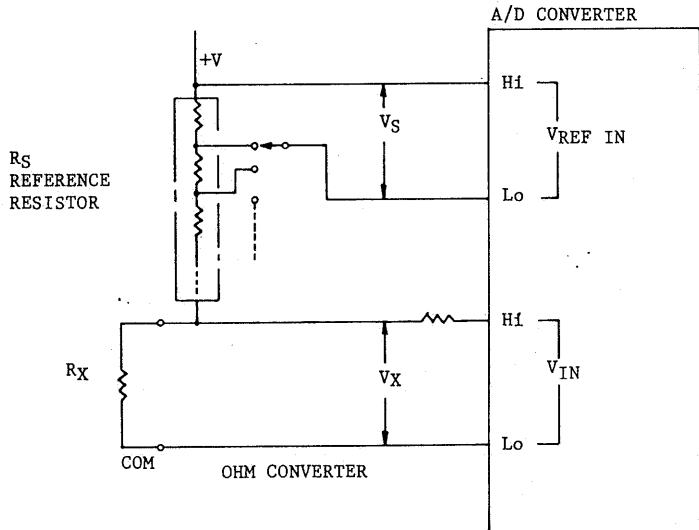 A/D CONVERTER
+V
Hi
VS
VREF IN
RS
REFERENCE
RESISTOR
Lo
Hi
RX
VX
VIN
Lo
COM
OHM CONVERTER